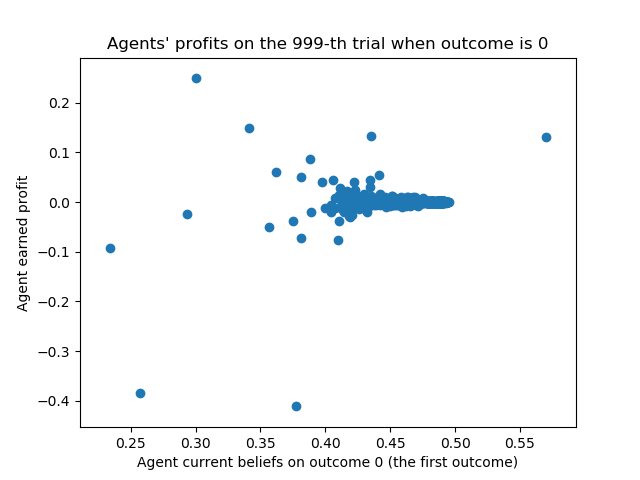 Agents' profits on the 999-th trial when outcome is 0
0.2
0.1
0.0
−0.1
−0.2
−0.3
−0.4
Agent earned profit
0.25 0.30 0.35 0.40 0.45 0.50 0.55
Agent current beliefs on outcome 0 (the first outcome)